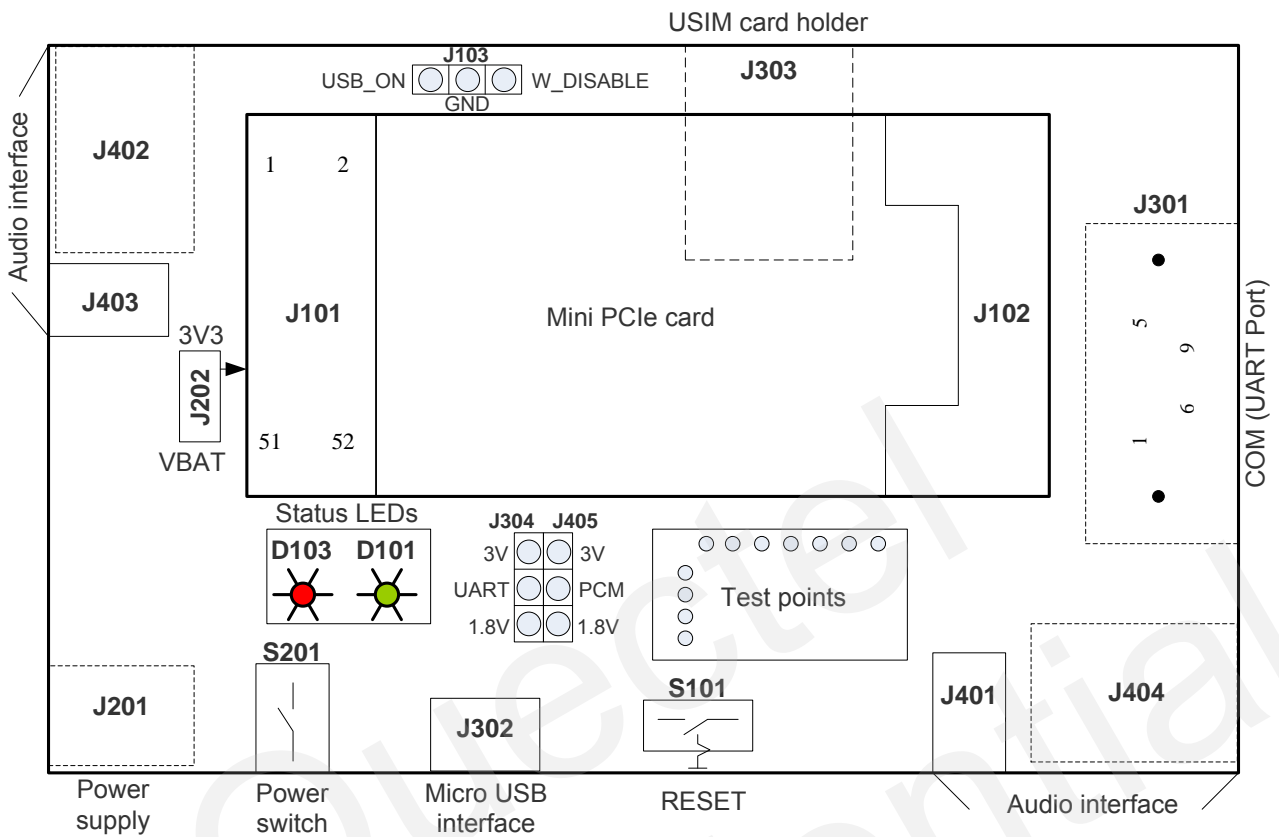 USIM card holder
J103
USB_ON
W_DISABLE
GND
J303
Audio interface
J402
J403
1 2
J101
51 52
Mini PCIe card
J102
J301
5
9
6
1
COM (UART Port)
3V3
J202
VBAT
Status LEDs
D103 D101
J304 J405
3V 3V
UART PCM
1.8V 1.8V
Test points
S201
J201
J302
S101
J401
J404
Power
supply
Power
switch
Micro USB
interface
RESET
Audio interface
Quectel